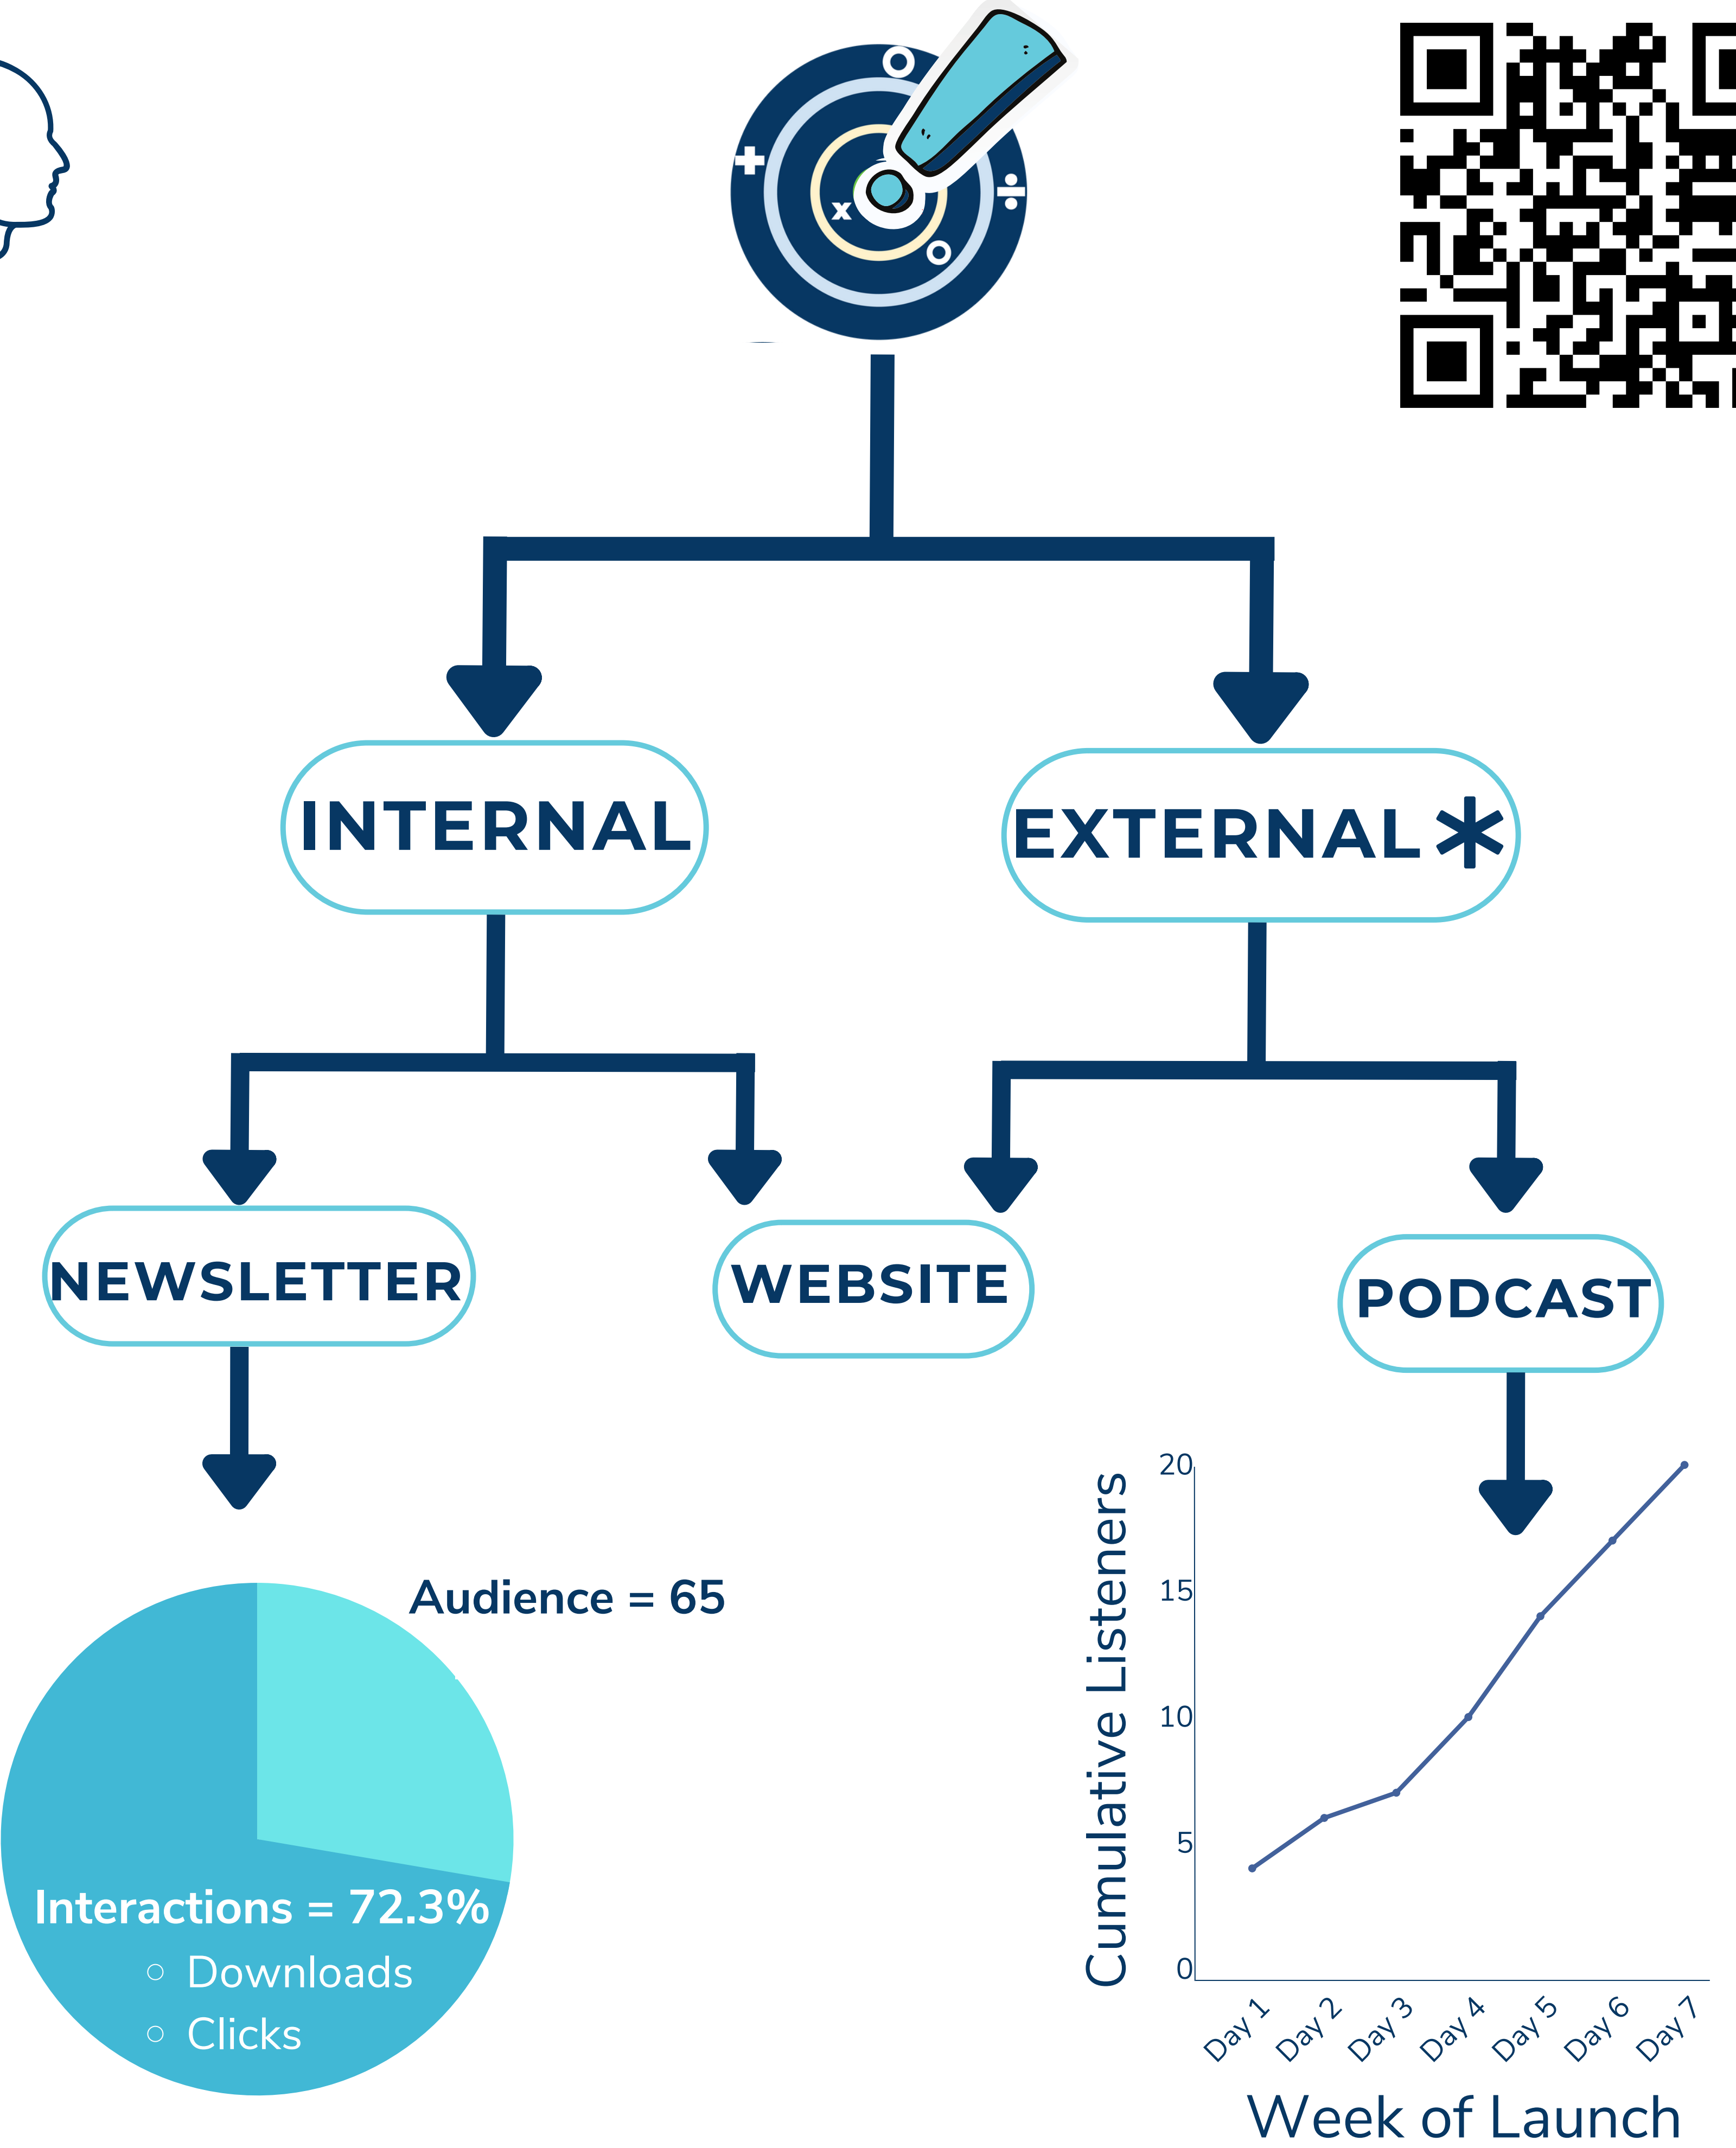 INTERNAL
EXTERNAL *
NEWSLETTER
WEBSITE
PODCAST
Audience = 65
Interactions = 72.3%
○ Downloads
○ Clicks
Cumulative Listeners
20
15
10
5
0
Day 1
Day 2
Day 3
Day 4
Day 5
Day 6
Day 7
Week of Launch